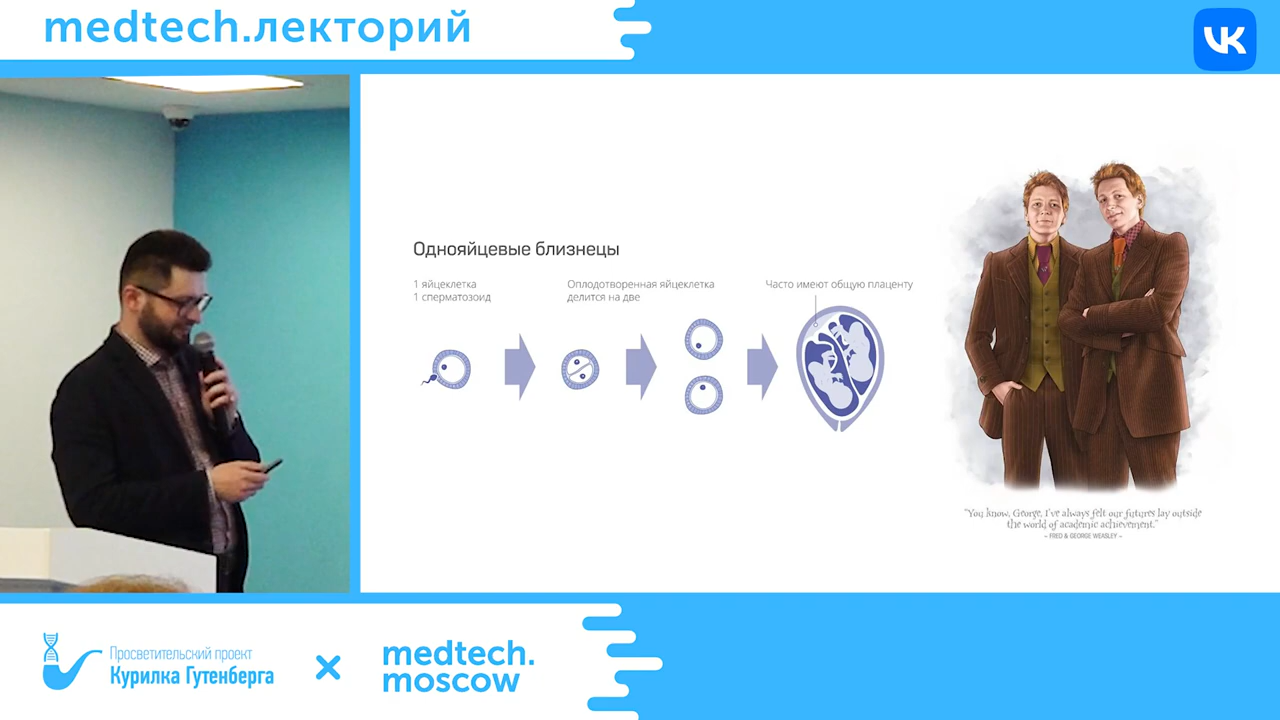 medtech.лекторий
VK
Однояйцевые близнецы
1 яйцеклетка
1 сперматозоид
Оплодотворенная яйцеклетка
делится на две
Часто имеют общую плаценту
"You know, George, I've always felt our futures lay outside
the world of academic achievement."
~ FRED & GEORGE WEASLEY ~
Просветительский проект
Курилка Гутенберга
medtech.
moscow